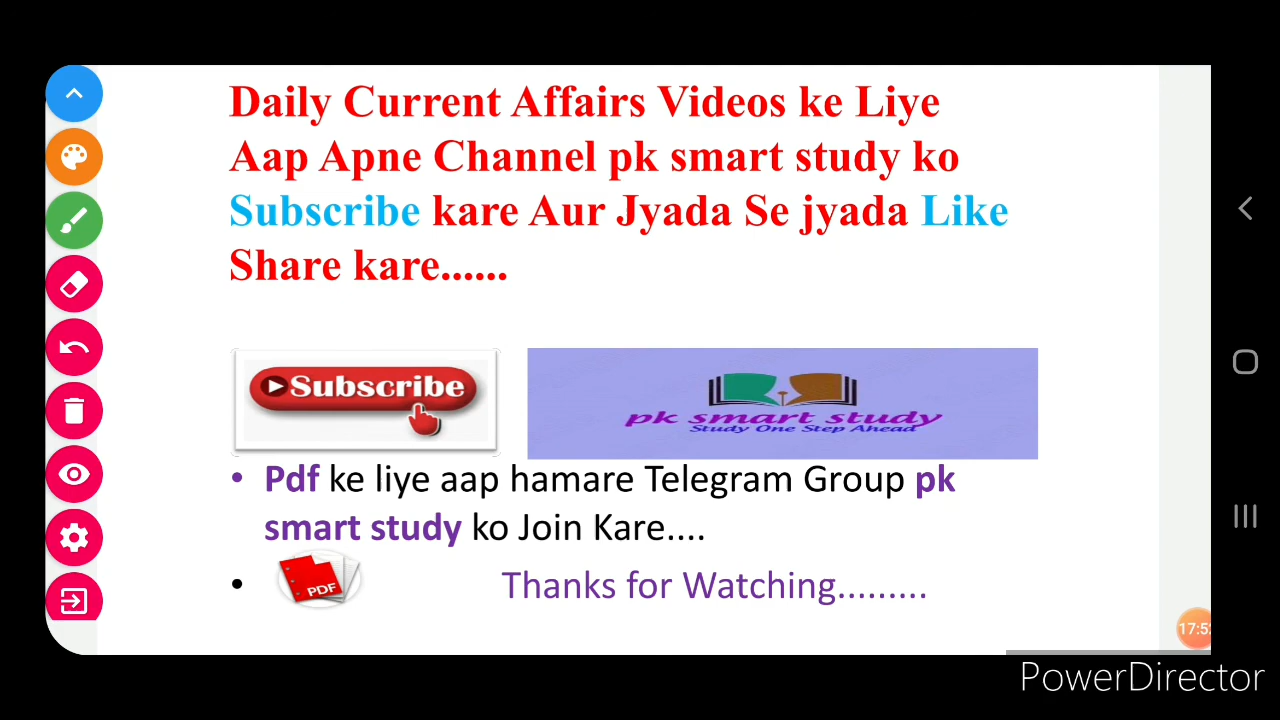 Daily Current Affairs Videos ke Liye
Aap Apne Channel pk smart study ko
Subscribe kare Aur Jyada Se jyada Like
Share kare......
Subscribe
pk smart study
Study One Step Ahead
• Pdf ke liye aap hamare Telegram Group pk
smart study ko Join Kare....
PDF
• Thanks for Watching.........
17:52
PowerDirector